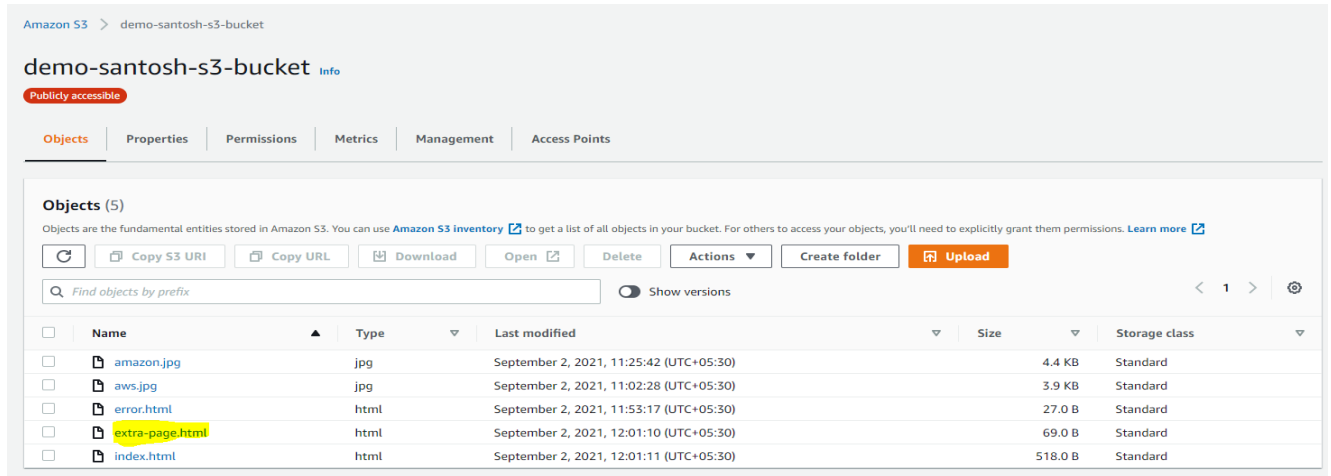 Amazon S3 > demo-santosh-s3-bucket
demo-santosh-s3-bucket Info
Publicly accessible
Objects Properties Permissions Metrics Management Access Points
Objects (5)
Objects are the fundamental entities stored in Amazon S3. You can use Amazon S3 inventory to get a list of all objects in your bucket. For others to access your objects, you'll need to explicitly grant them permissions. Learn more
Copy S3 URI Copy URL Download Open Delete Actions Create folder Upload
Find objects by prefix Show versions < 1 >
Name Type Last modified Size Storage class
amazon.jpg jpg September 2, 2021, 11:25:42 (UTC+05:30) 4.4 KB Standard
aws.jpg jpg September 2, 2021, 11:02:28 (UTC+05:30) 3.9 KB Standard
error.html html September 2, 2021, 11:53:17 (UTC+05:30) 27.0 B Standard
extra-page.html html September 2, 2021, 12:01:10 (UTC+05:30) 69.0 B Standard
index.html html September 2, 2021, 12:01:11 (UTC+05:30) 518.0 B Standard